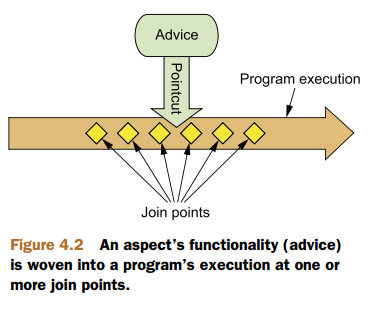 Advice
Pointcut
Program execution
Join points
Figure 4.2 An aspect's functionality (advice)
is woven into a program's execution at one or
more join points.